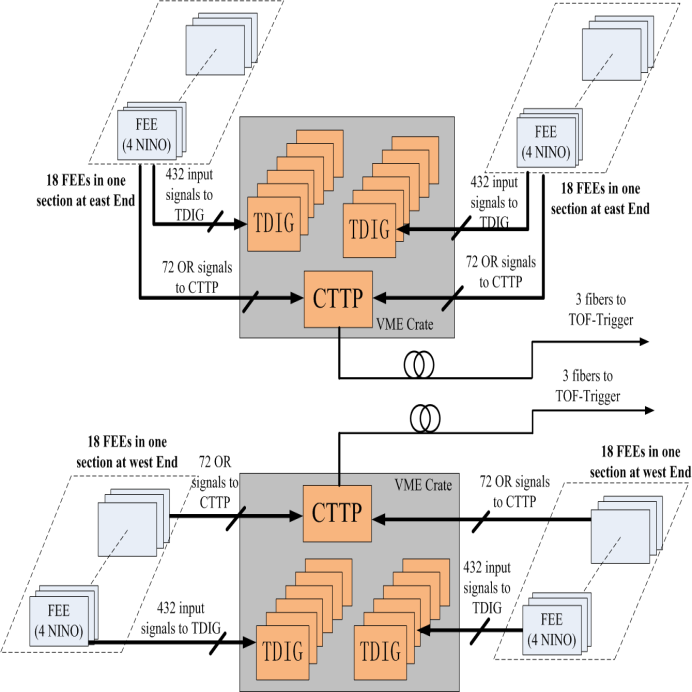 FEE
(4 NINO)
FEE
(4 NINO)
18 FEEs in one
section at east End
432 input
signals to
TDIG
432 input
signals to
TDIG
18 FEEs in one
section at east End
TDIG
TDIG
72 OR signals
to CTTP
CTTP
72 OR signals
to CTTP
VME Crate
3 fibers to
TOF-Trigger
3 fibers to
TOF-Trigger
18 FEEs in one
section at west End
72 OR
signals to
CTTP
VME Crate
72 OR signals
to CTTP
18 FEEs in one
section at west End
CTTP
FEE
(4 NINO)
432 input
signals to TDIG
TDIG
TDIG
432 input
signals to
TDIG
FEE
(4 NINO)